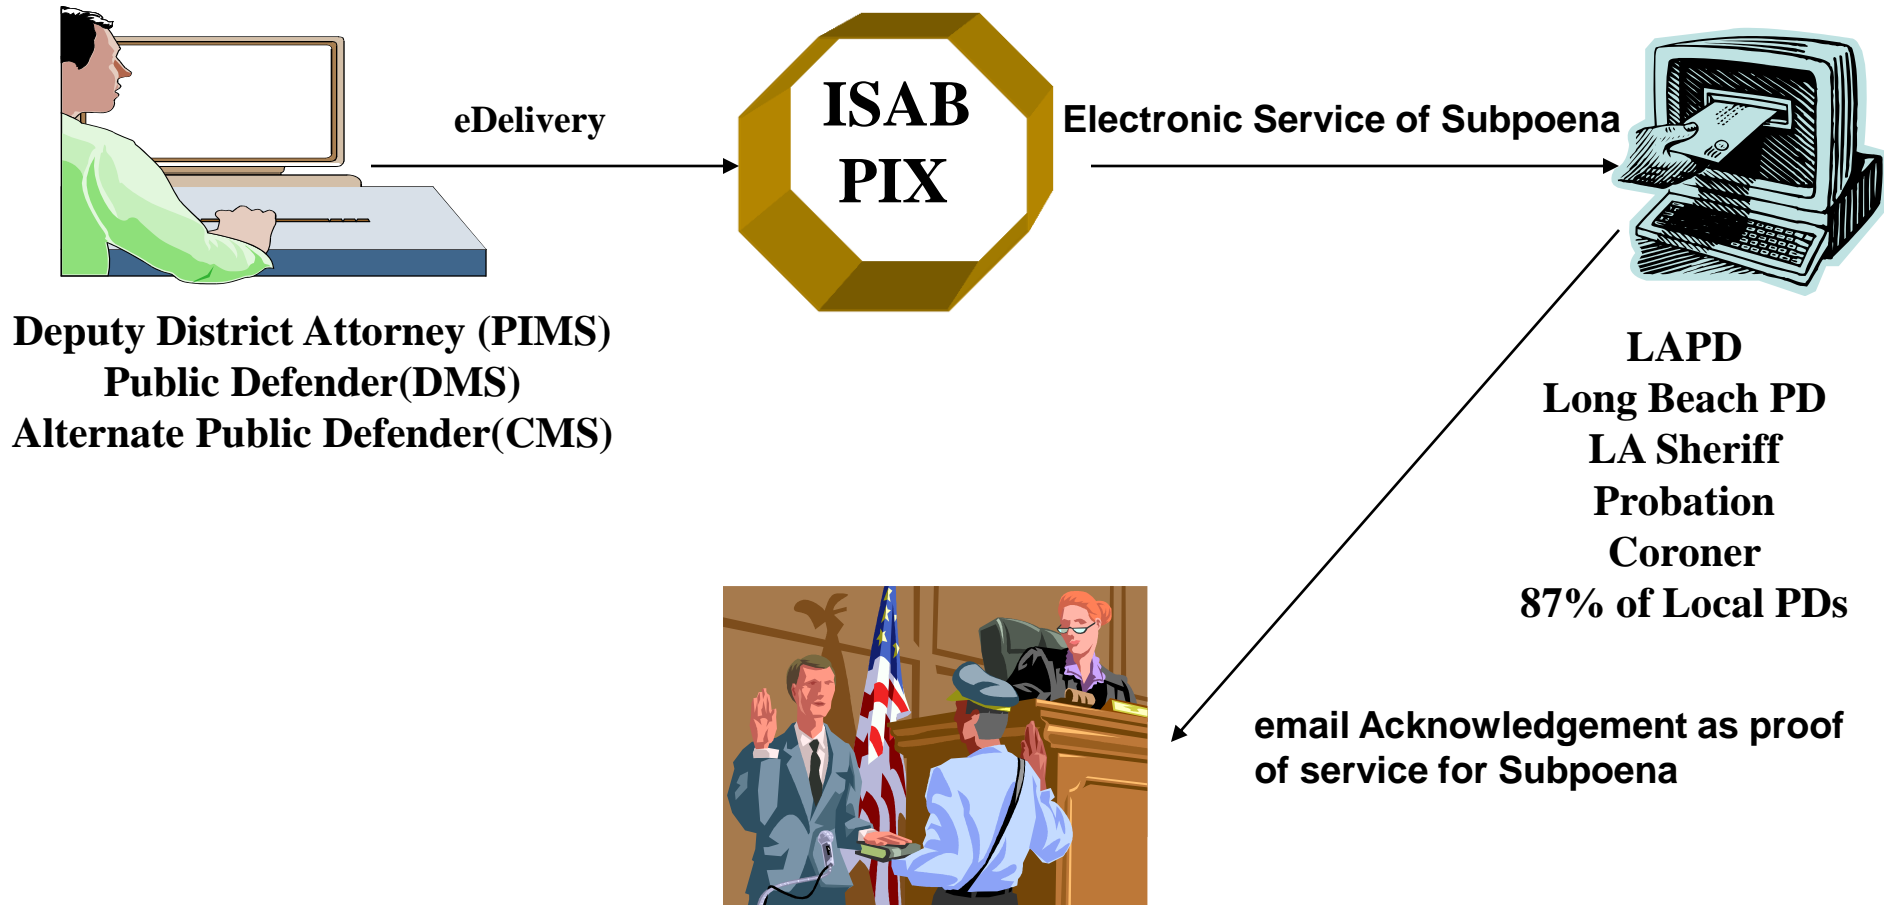 eDelivery
ISAB
PIX
Electronic Service of Subpoena
Deputy District Attorney (PIMS)
Public Defender(DMS)
Alternate Public Defender(CMS)
LAPD
Long Beach PD
LA Sheriff
Probation
Coroner
87% of Local PDs
email Acknowledgement as proof
of service for Subpoena